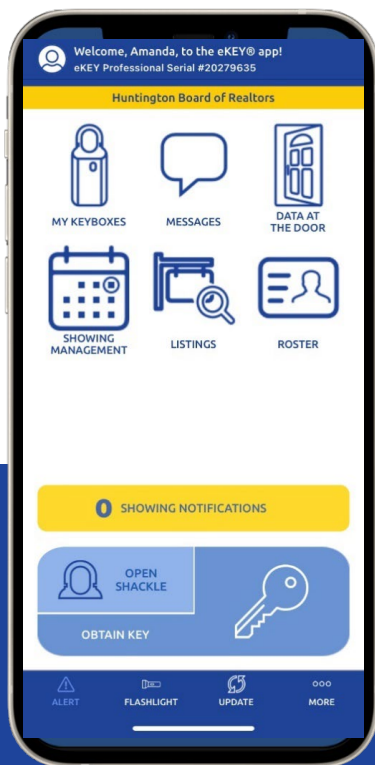 Welcome, Amanda, to the eKEY® app!
eKEY Professional Serial #20279635
Huntington Board of Realtors
MY KEYBOXES
MESSAGES
DATA AT
THE DOOR
SHOWING
MANAGEMENT
LISTINGS
ROSTER
0 SHOWING NOTIFICATIONS
OPEN
SHACKLE
OBTAIN KEY
ALERT
FLASHLIGHT
UPDATE
MORE